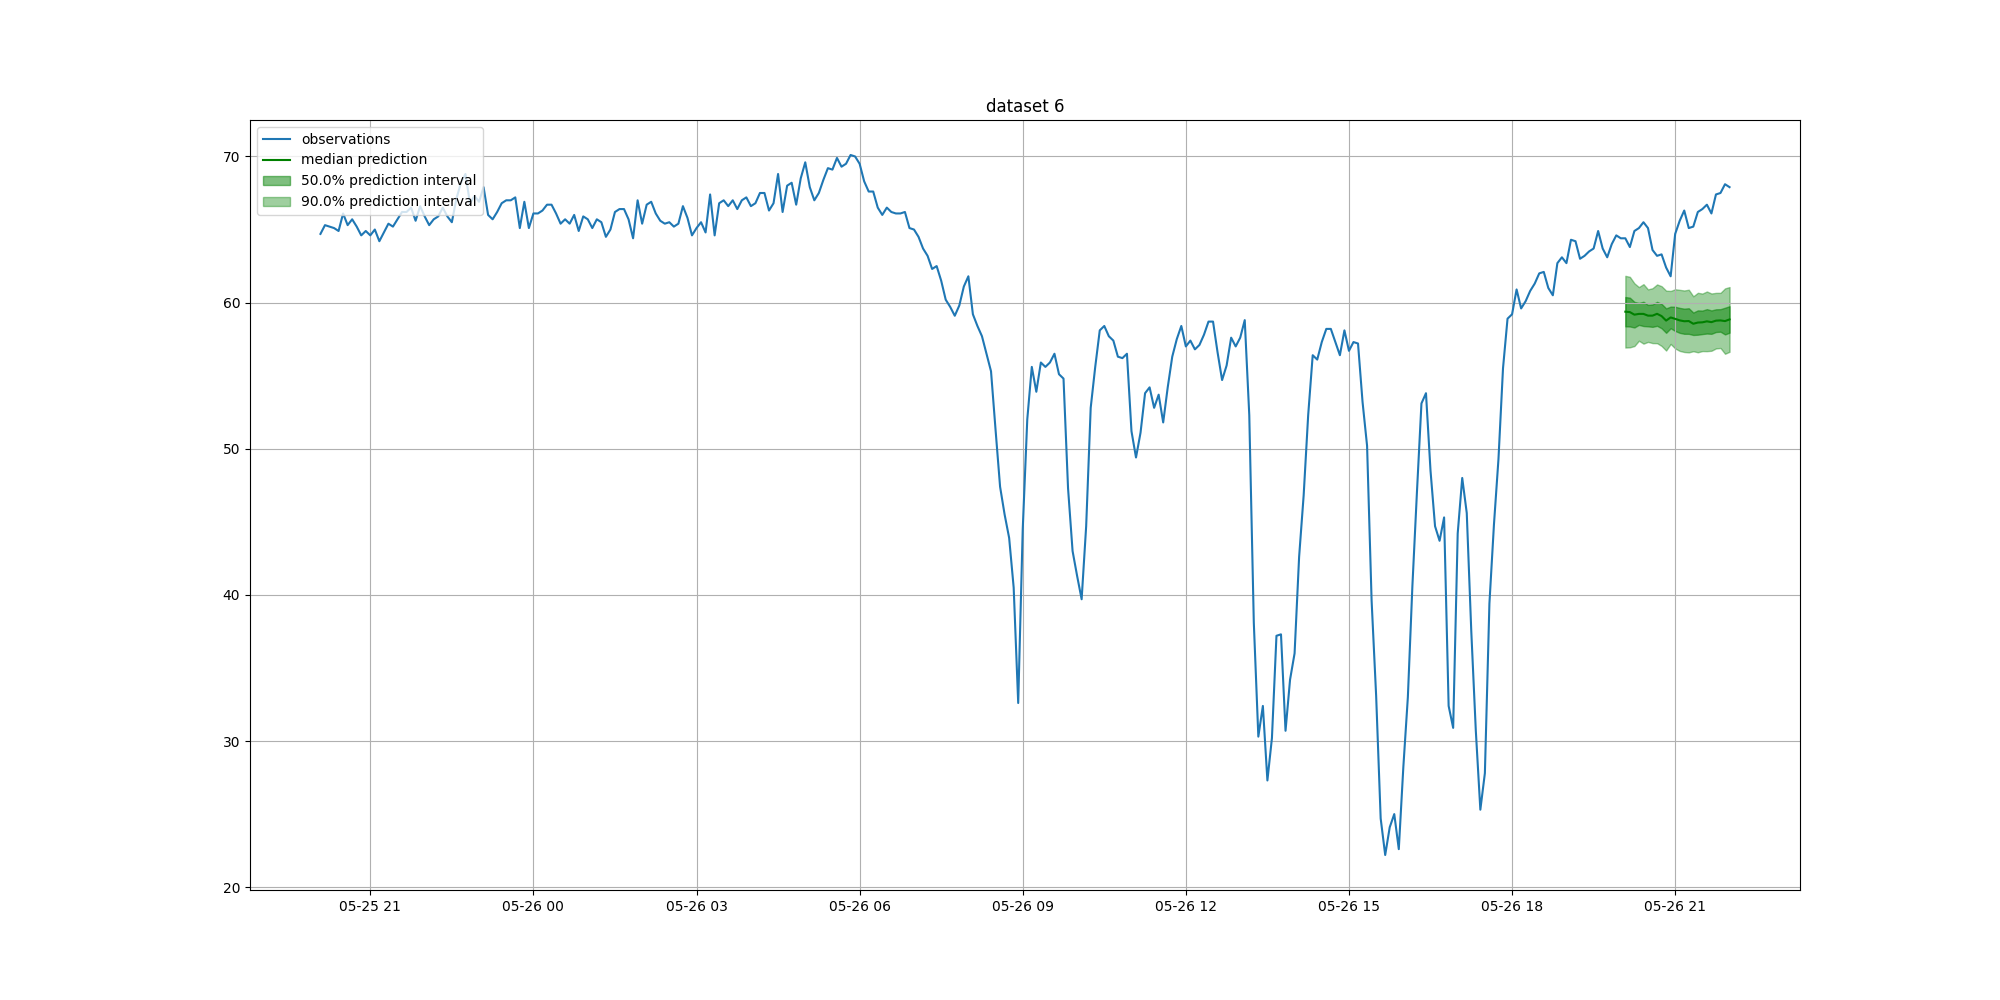 dataset 6
observations
median prediction
50.0% prediction interval
90.0% prediction interval
70
60
50
40
30
20
05-25 21 05-26 00 05-26 03 05-26 06 05-26 09 05-26 12 05-26 15 05-26 18 05-26 21